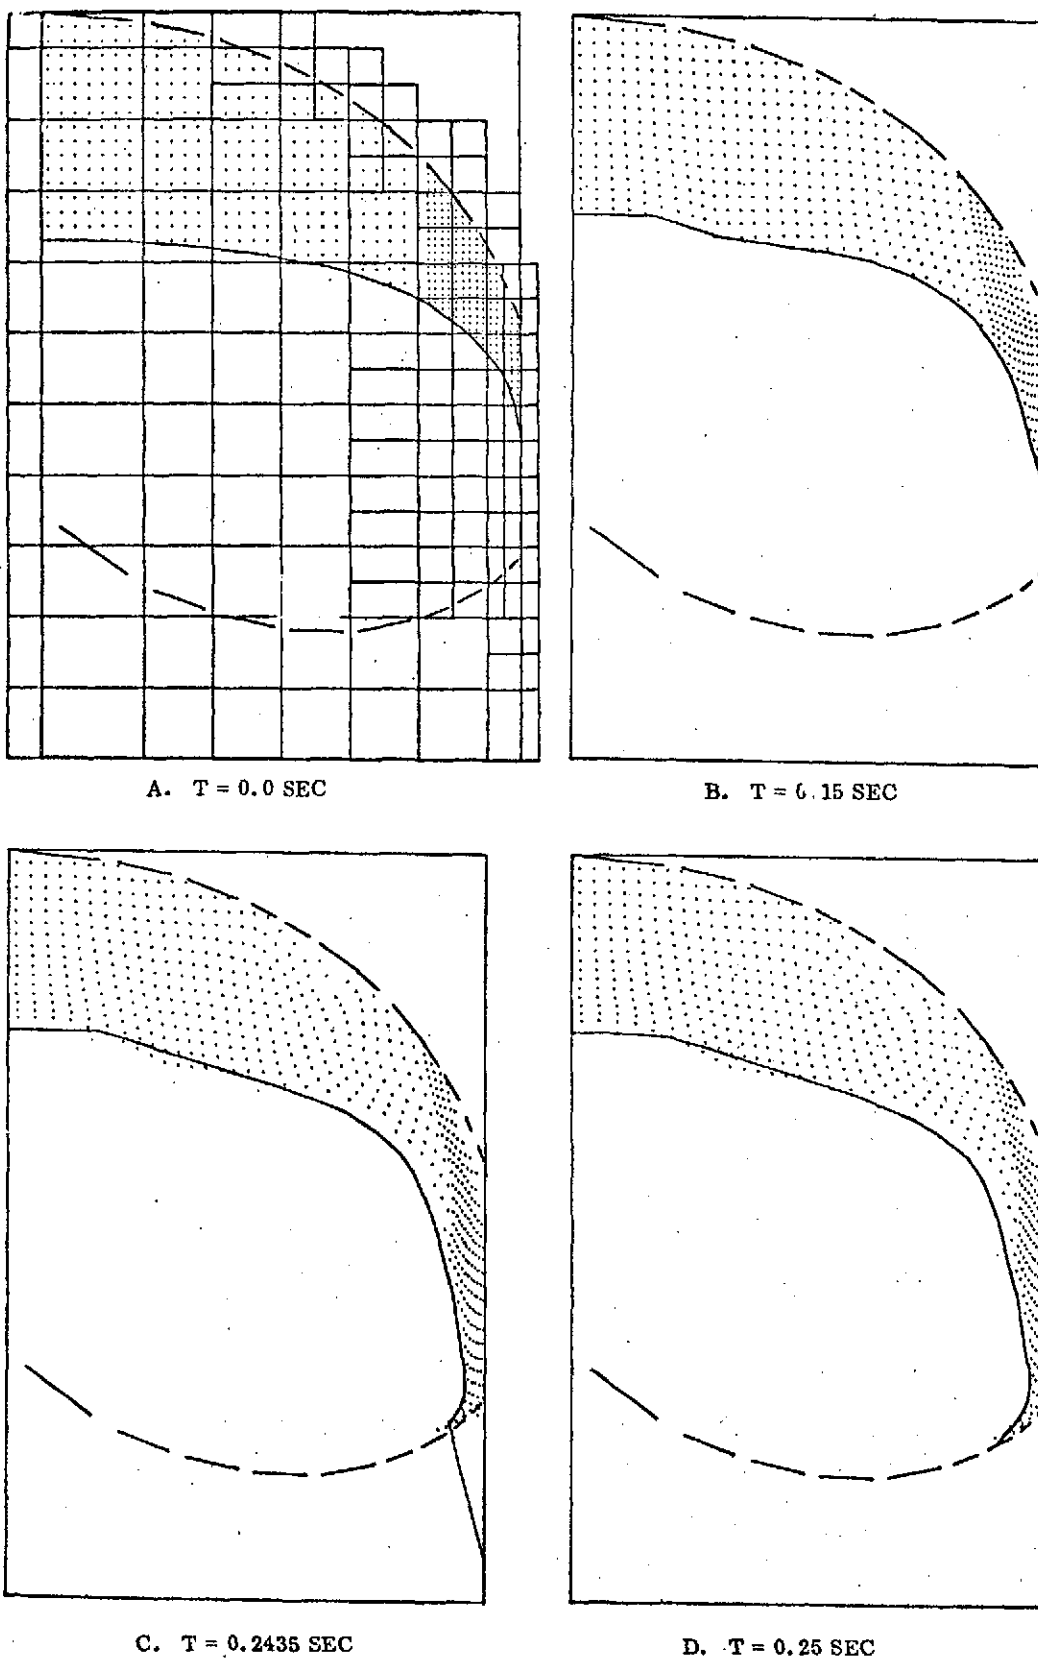 A. T = 0.0 SEC
B. T = 0.15 SEC
C. T = 0.2435 SEC
D. T = 0.25 SEC